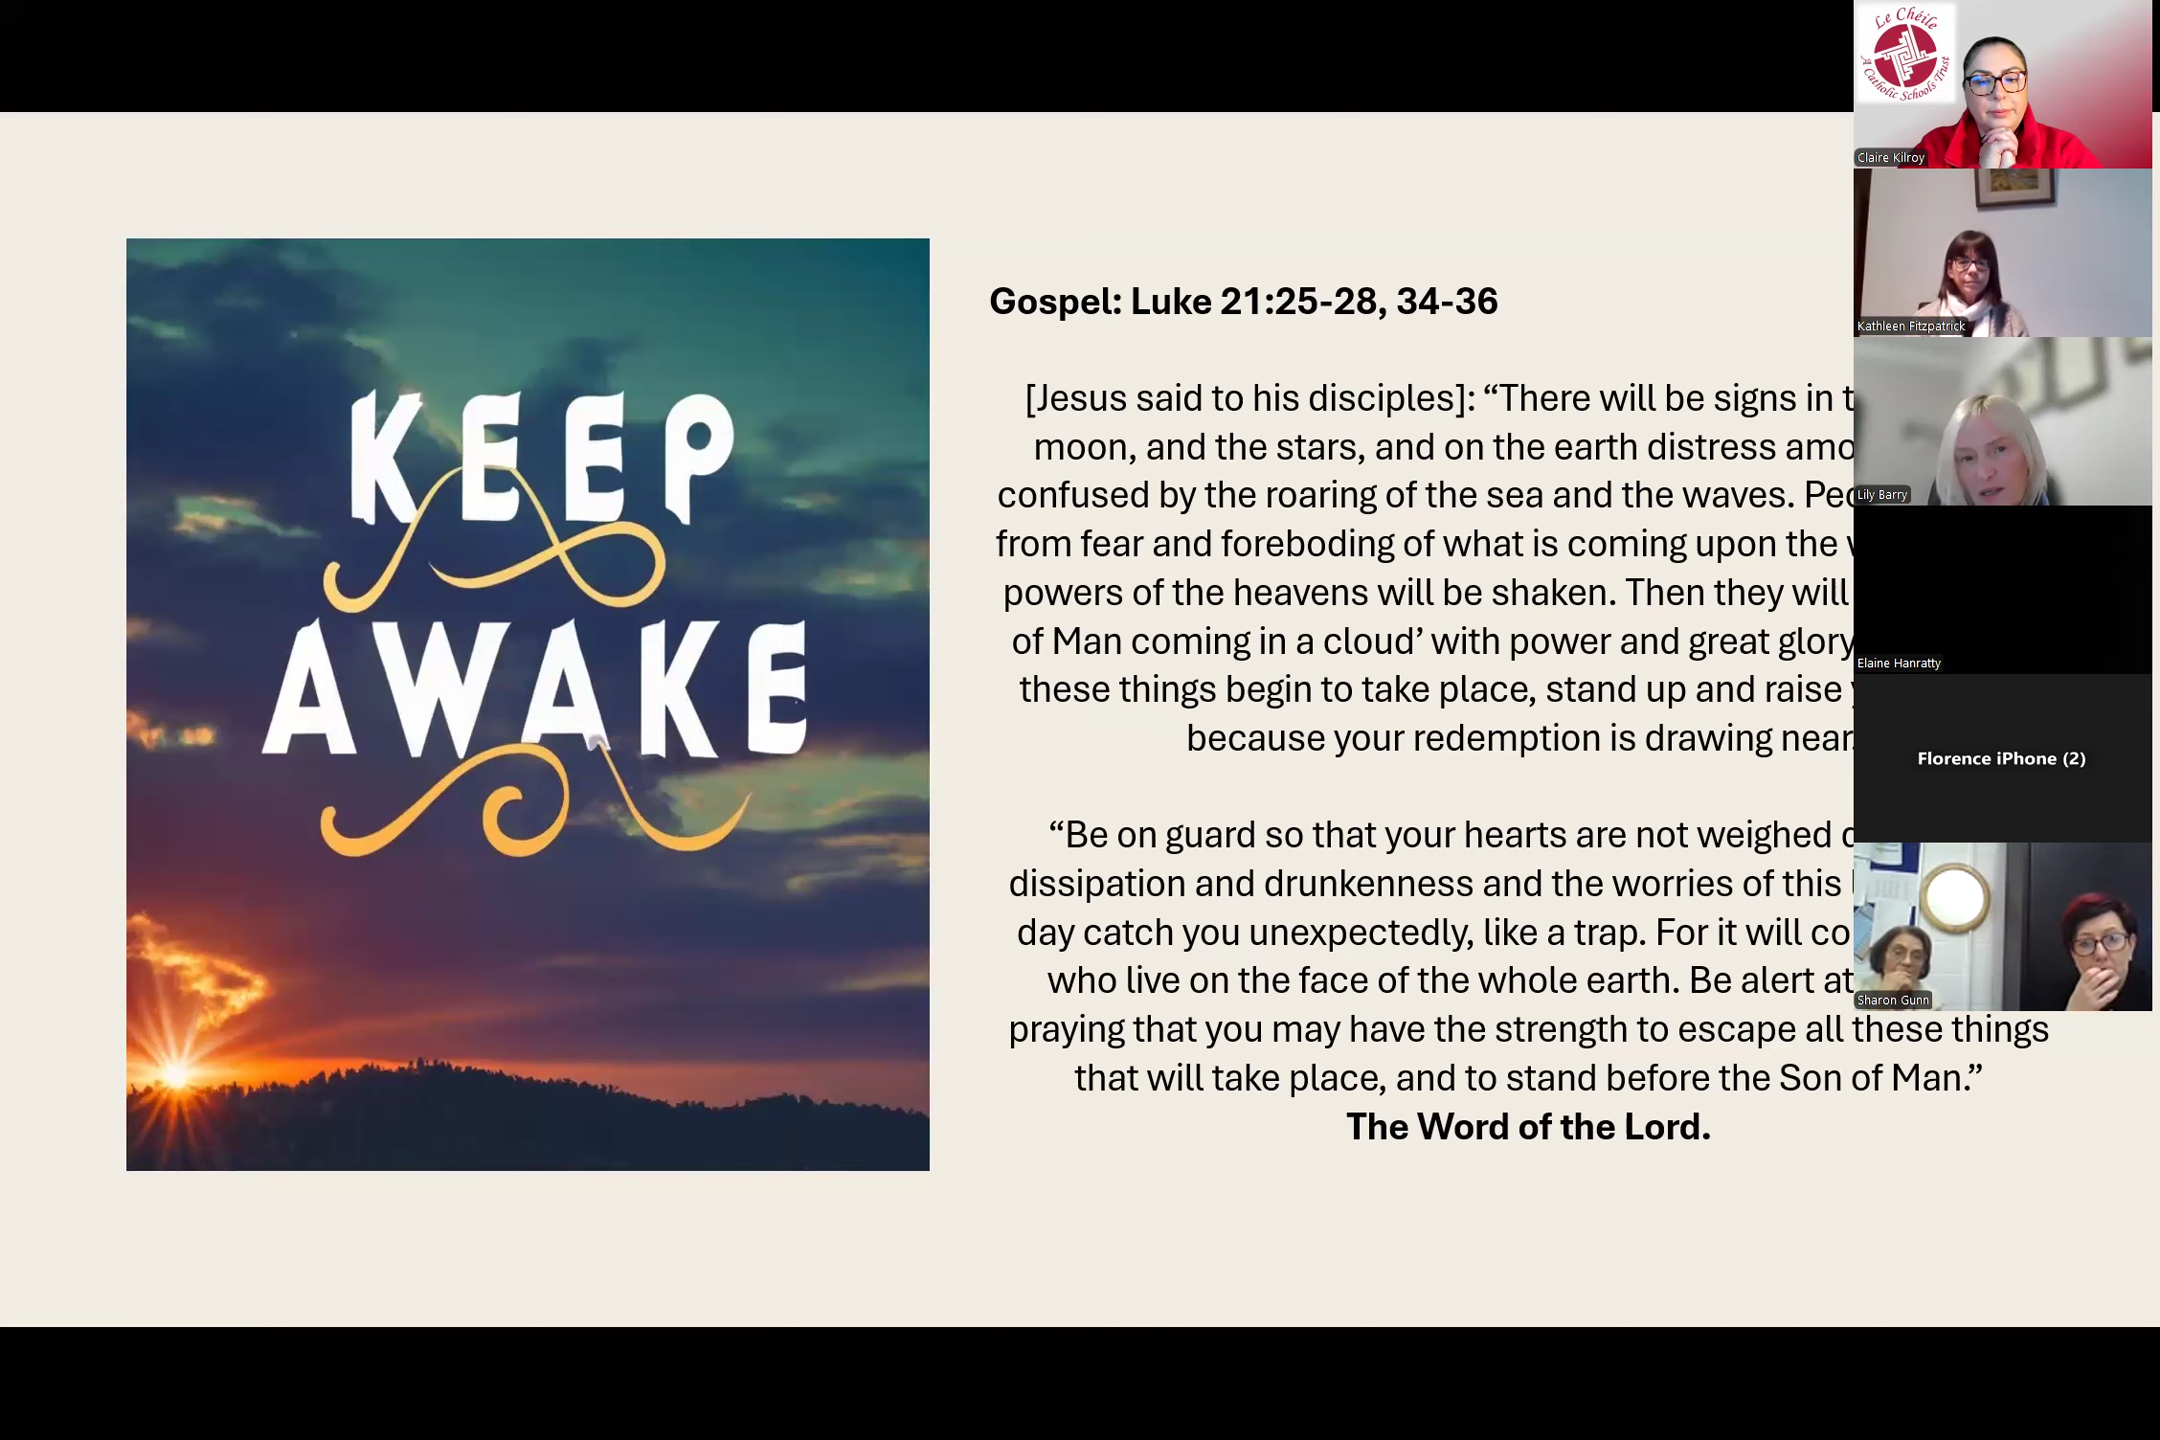 KEEP
AWAKE
Gospel: Luke 21:25-28, 34-36
[Jesus said to his disciples]: “There will be signs in t
moon, and the stars, and on the earth distress amo
confused by the roaring of the sea and the waves. Peo
from fear and foreboding of what is coming upon the
powers of the heavens will be shaken. Then they will
of Man coming in a cloud’ with power and great glory
these things begin to take place, stand up and raise
because your redemption is drawing near.
“Be on guard so that your hearts are not weighed
dissipation and drunkenness and the worries of this
day catch you unexpectedly, like a trap. For it will co
who live on the face of the whole earth. Be alert at
praying that you may have the strength to escape all these things
that will take place, and to stand before the Son of Man.”
The Word of the Lord.
Le Chéile
A Catholic Schools Trust
Claire Kilroy
Kathleen Fitzpatrick
Lily Barry
Elaine Hanratty
Florence iPhone (2)
Sharon Gunn